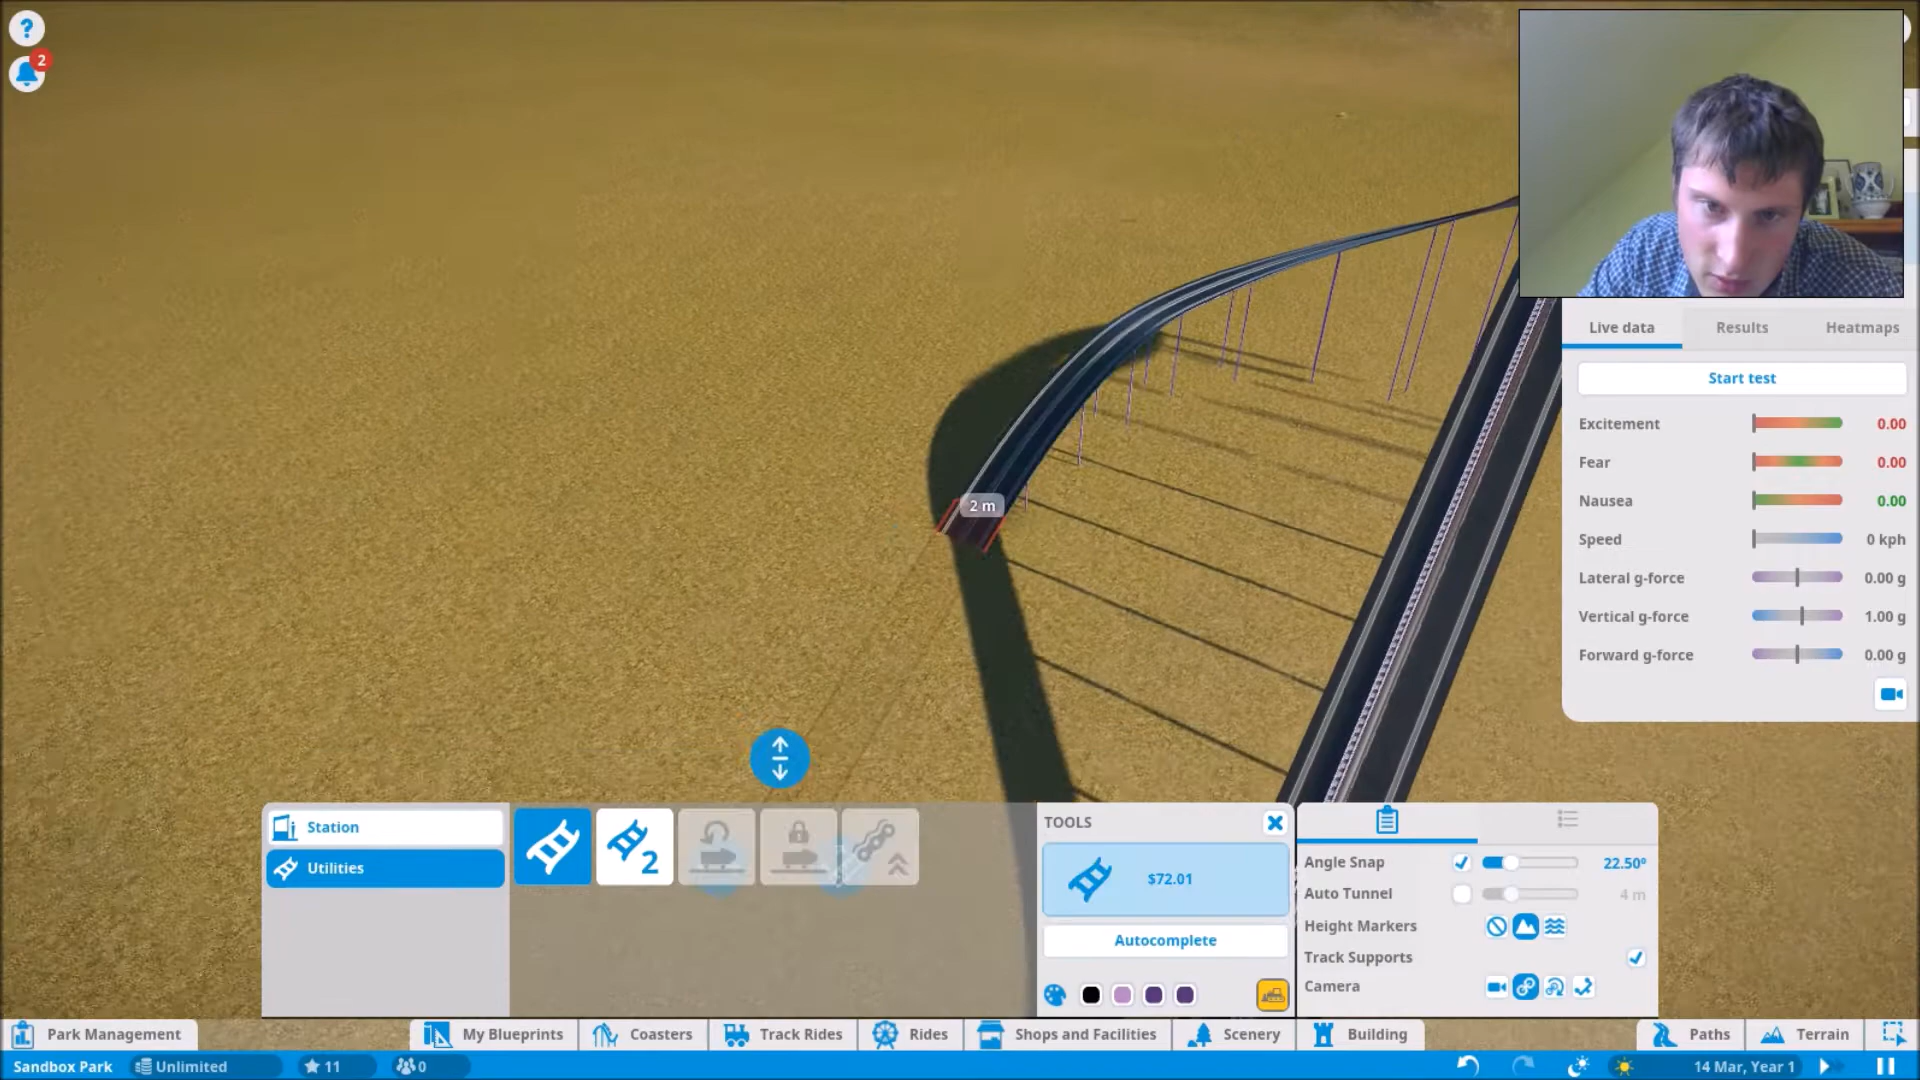 ?
2
2 m
Live data Results Heatmaps
Start test
Excitement 0.00
Fear 0.00
Nausea 0.00
Speed 0 kph
Lateral g-force 0.00 g
Vertical g-force 1.00 g
Forward g-force 0.00 g
Station
Utilities
2
TOOLS
$72.01
Autocomplete
Angle Snap 22.50°
Auto Tunnel 4 m
Height Markers
Track Supports
Camera
Park Management My Blueprints Coasters Track Rides Rides Shops and Facilities Scenery Building Paths Terrain
Sandbox Park Unlimited 11 0 14 Mar, Year 1